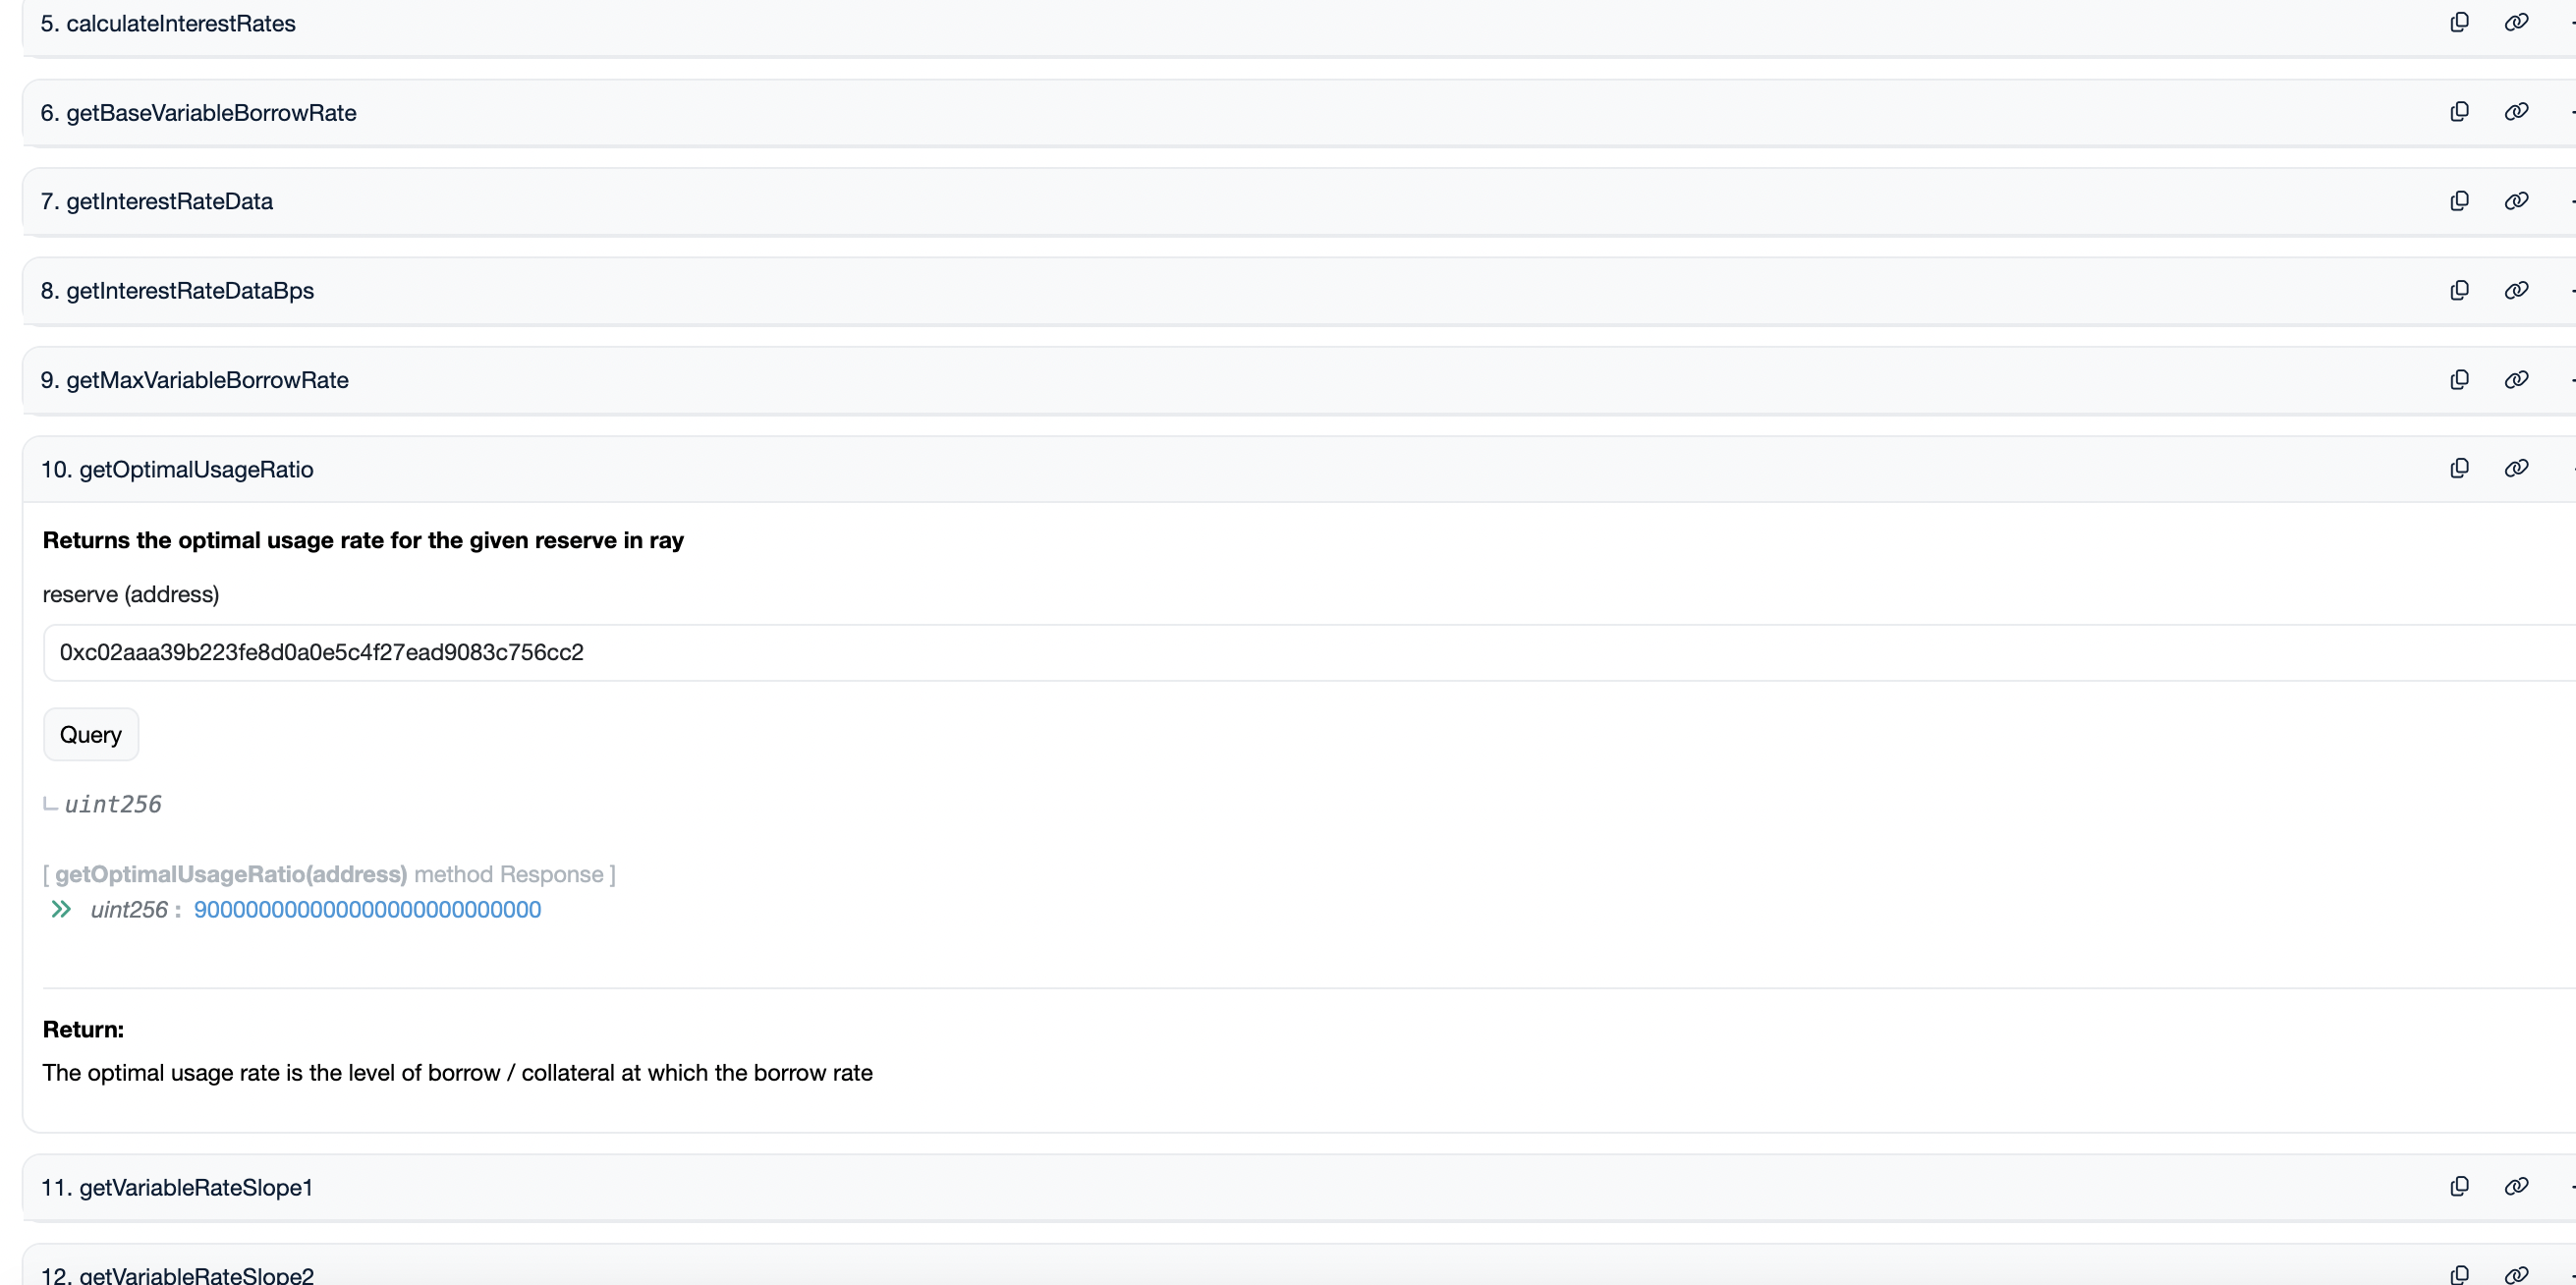 5. calculateInterestRates
6. getBaseVariableBorrowRate
7. getInterestRateData
8. getInterestRateDataBps
9. getMaxVariableBorrowRate
10. getOptimalUsageRatio
Returns the optimal usage rate for the given reserve in ray
reserve (address)
0xc02aaa39b223fe8d0a0e5c4f27ead9083c756cc2
Query
uint256
[ getOptimalUsageRatio(address) method Response ]
uint256 : 900000000000000000000000000
Return:
The optimal usage rate is the level of borrow / collateral at which the borrow rate
11. getVariableRateSlope1
12. getVariableRateSlope2